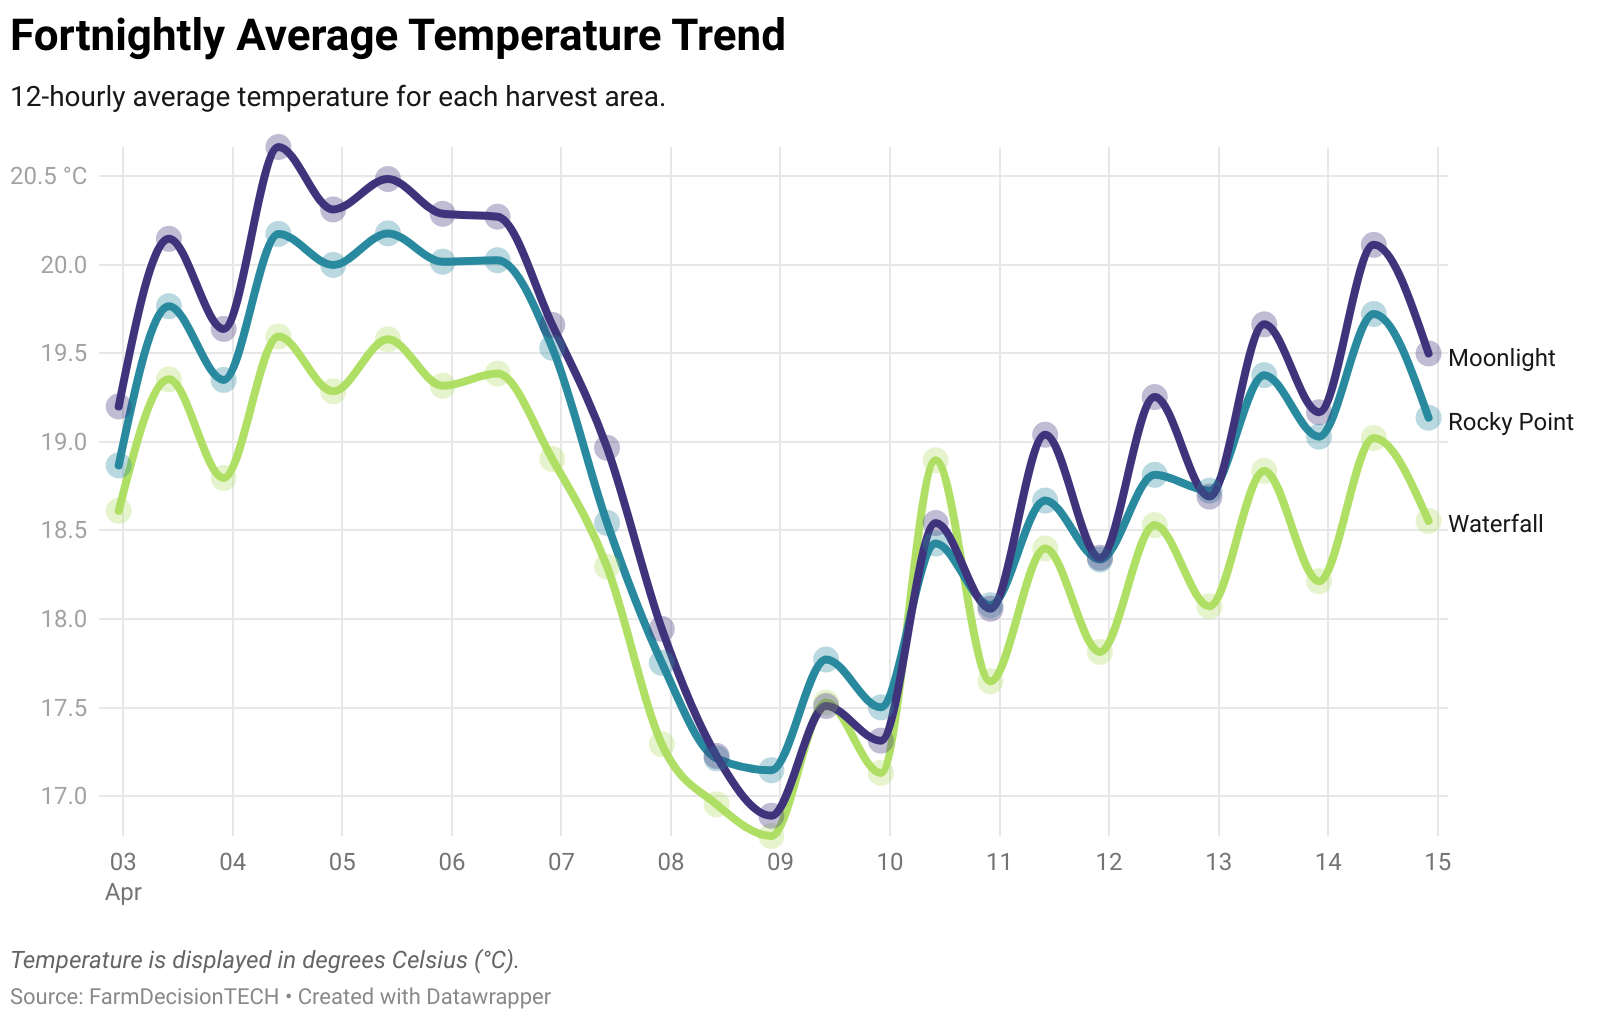 Fortnightly Average Temperature Trend
12-hourly average temperature for each harvest area.
20.5 °C
20.0
19.5
19.0
18.5
18.0
17.5
17.0
Moonlight
Rocky Point
Waterfall
03 04 05 06 07 08 09 10 11 12 13 14 15
Apr
Temperature is displayed in degrees Celsius (°C).
Source: FarmDecisionTECH • Created with Datawrapper